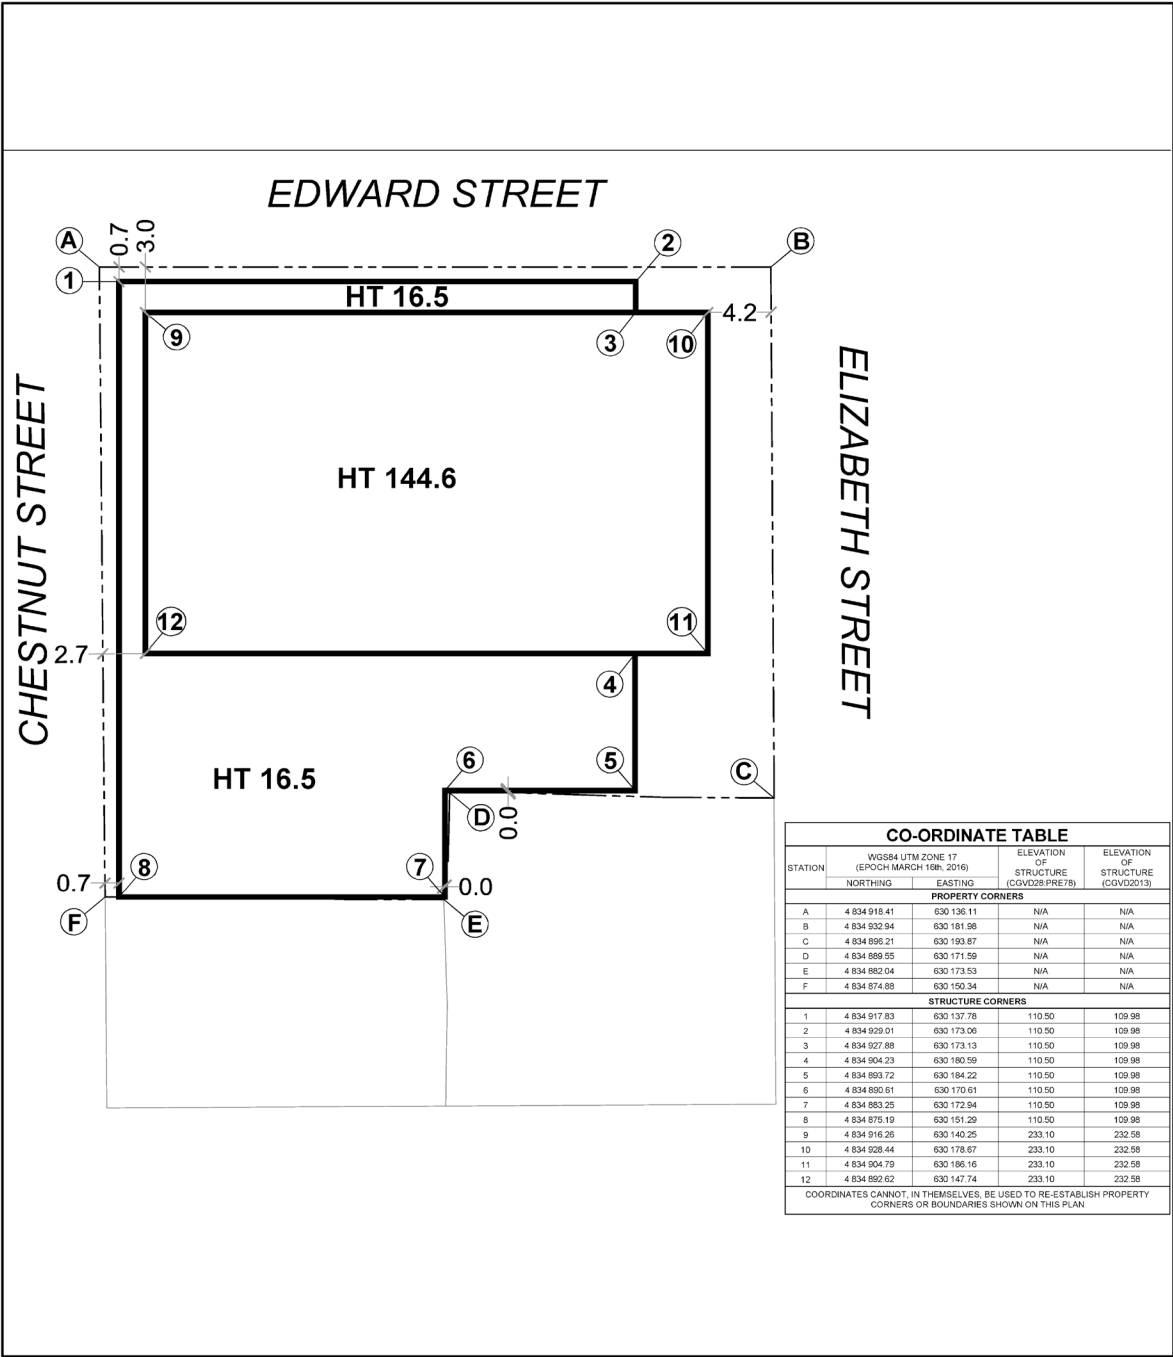 EDWARD STREET
A
0.7
3.0
2
B
1
HT 16.5
9
3
10
4.2
CHESTNUT STREET
ELIZABETH STREET
HT 144.6
12
11
2.7
4
6
5
C
HT 16.5
D
0.0
8
7
0.7
0.0
F
E
CO-ORDINATE TABLE
STATION WGS84 UTM ZONE 17 (EPOCH MARCH 16th, 2016) ELEVATION OF STRUCTURE (CGVD28:PRE78) ELEVATION OF STRUCTURE (CGVD2013)
NORTHING EASTING
PROPERTY CORNERS
A 4 834 918.41 630 136.11 N/A N/A
B 4 834 932.94 630 181.98 N/A N/A
C 4 834 896.21 630 193.87 N/A N/A
D 4 834 889.55 630 171.59 N/A N/A
E 4 834 882.04 630 173.53 N/A N/A
F 4 834 874.88 630 150.34 N/A N/A
STRUCTURE CORNERS
1 4 834 917.83 630 137.78 110.50 109.98
2 4 834 929.01 630 173.06 110.50 109.98
3 4 834 927.88 630 173.13 110.50 109.98
4 4 834 904.23 630 180.59 110.50 109.98
5 4 834 893.72 630 184.22 110.50 109.98
6 4 834 890.61 630 170.61 110.50 109.98
7 4 834 883.25 630 172.94 110.50 109.98
8 4 834 875.19 630 151.29 110.50 109.98
9 4 834 916.26 630 140.25 233.10 232.58
10 4 834 928.44 630 178.67 233.10 232.58
11 4 834 904.79 630 186.16 233.10 232.58
12 4 834 892.62 630 147.74 233.10 232.58
COORDINATES CANNOT, IN THEMSELVES, BE USED TO RE-ESTABLISH PROPERTY
CORNERS OR BOUNDARIES SHOWN ON THIS PLAN